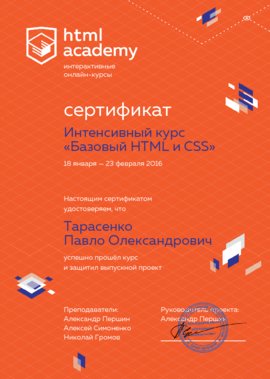 html
academy
интерактивные
онлайн-курсы
сертификат
Интенсивный курс
«Базовый HTML и CSS»
18 января — 23 февраля 2016
Настоящим сертификатом
удостоверяем, что
Тарасенко
Павло Олександрович
успешно прошёл курс
и защитил выпускной проект
Преподаватели:
Александр Першин
Алексей Симоненко
Николай Громов
Руководитель проекта:
Александр Першин